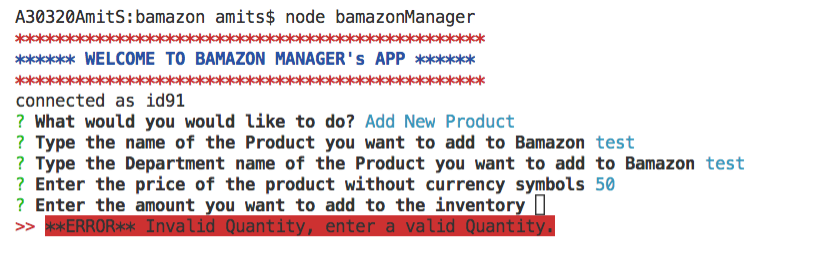 A30320AmitS:bamazon amits$ node bamazonManager
***********************************************
****** WELCOME TO BAMAZON MANAGER's APP ******
***********************************************
connected as id91
? What would you would like to do? Add New Product
? Type the name of the Product you want to add to Bamazon test
? Type the Department name of the Product you want to add to Bamazon test
? Enter the price of the product without currency symbols 50
? Enter the amount you want to add to the inventory
>> **ERROR** Invalid Quantity, enter a valid Quantity.